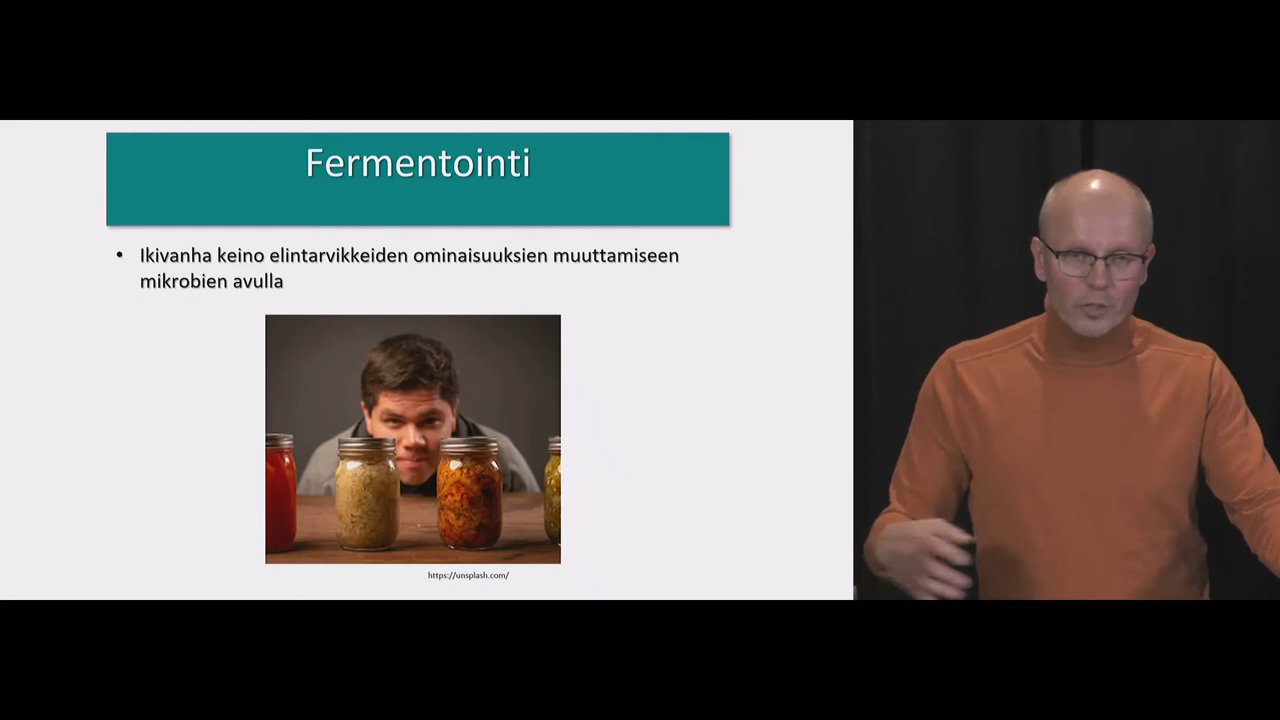 Fermentointi
• Ikivanha keino elintarvikkeiden ominaisuuksien muuttamiseen
mikrobien avulla
https://unsplash.com/